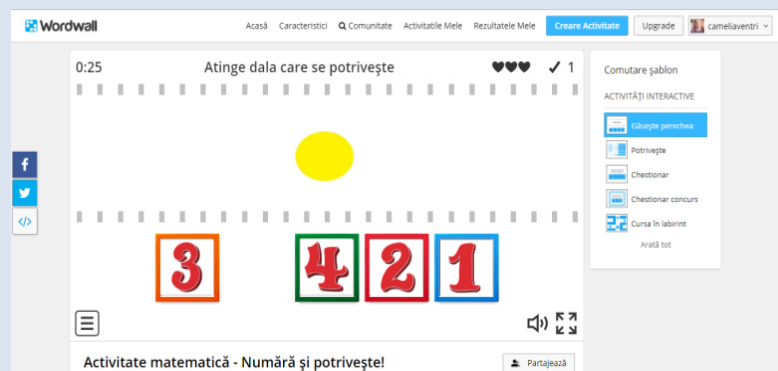 Wordwall
Acasă Caracteristici Comunitate Activitatile Mele Rezultatele Mele Creare Activitate Upgrade cameliaventri
0:25 Atinge dala care se potrivește 1
3 4 2 1
Activitate matematică - Numără și potrivește!
Partajează
Comutare șablon
ACTIVITĂȚI INTERACTIVE
Găsește perechea
Potrivește
Chestionar
Chestionar concurs
Cursa în labirint
Arată tot